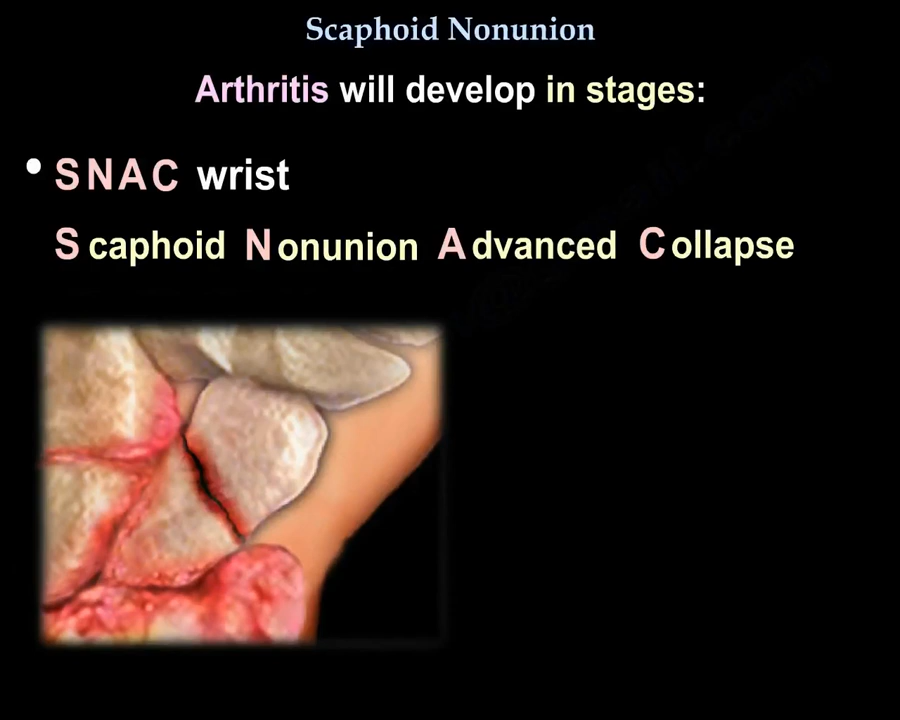 Scaphoid Nonunion
Arthritis will develop in stages:
• SNAC wrist
Scaphoid Nonunion Advanced Collapse